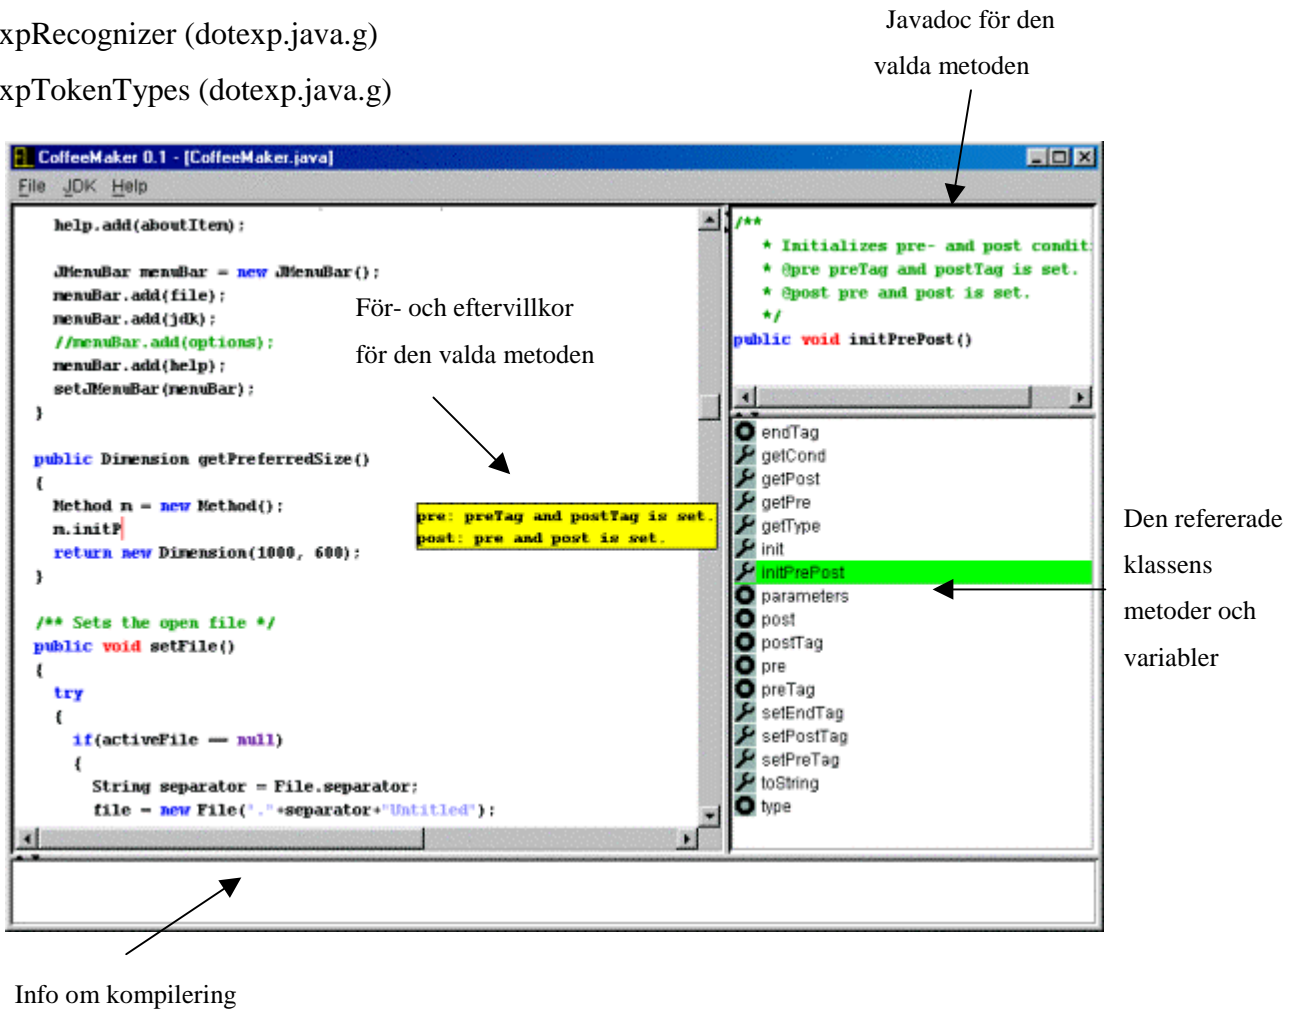 xpRecognizer (dotexp.java.g)
xpTokenTypes (dotexp.java.g)
Javadoc för den
valda metoden
CoffeeMaker 0.1 - [CoffeeMaker.java]
File JDK Help
help.add(aboutItem);
JMenuBar menuBar = new JMenuBar();
menuBar.add(file);
menuBar.add(jdk);
//menuBar.add(options);
menuBar.add(help);
setJMenuBar(menuBar);
}
public Dimension getPreferredSize()
{
Method m = new Method();
m.initP
return new Dimension(1000, 600);
}
/** Sets the open file */
public void setFile()
{
try
{
if(activeFile == null)
{
String separator = File.separator;
file = new File("."+separator+"Untitled");
För- och eftervillkor
för den valda metoden
pre: preTag and postTag is set.
post: pre and post is set.
/**
* Initializes pre- and post condit
* @pre preTag and postTag is set.
* @post pre and post is set.
*/
public void initPrePost()
endTag
getCond
getPost
getPre
getType
init
initPrePost
parameters
post
postTag
pre
preTag
setEndTag
setPostTag
setPreTag
toString
type
Den refererade
klassens
metoder och
variabler
Info om kompilering